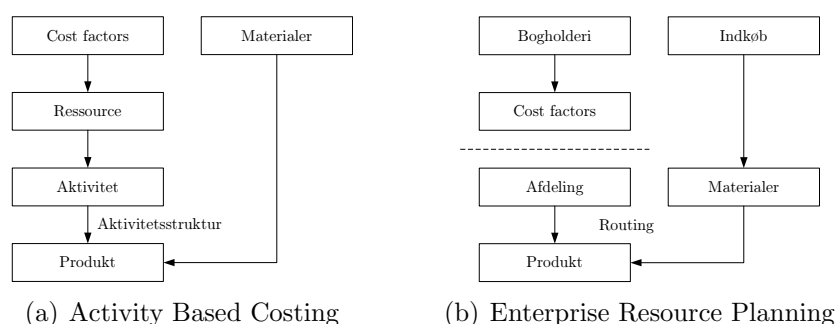 Cost factors
Materialer
Ressource
Aktivitet
Aktivitetsstruktur
Produkt
(a) Activity Based Costing
Bogholderi
Indkøb
Cost factors
Afdeling
Materialer
Routing
Produkt
(b) Enterprise Resource Planning